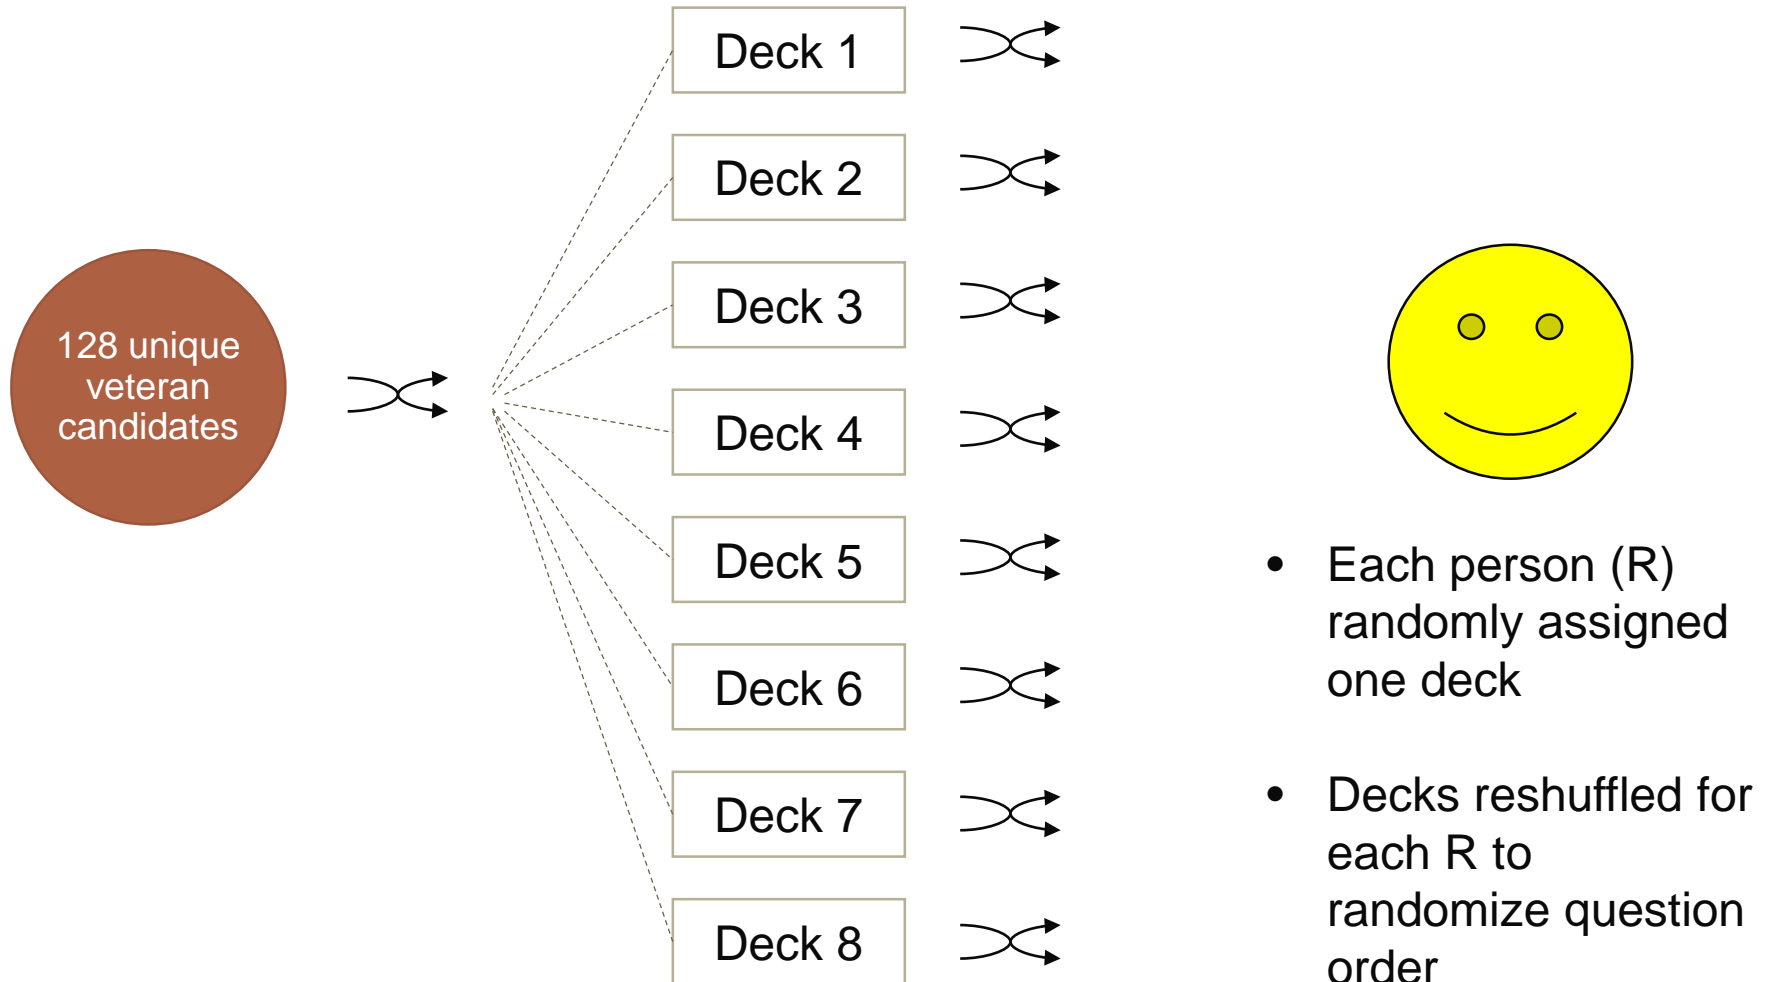 128 unique
veteran
candidates
Deck 1
Deck 2
Deck 3
Deck 4
Deck 5
Deck 6
Deck 7
Deck 8
• Each person (R)
randomly assigned
one deck
• Decks reshuffled for
each R to
randomize question
order